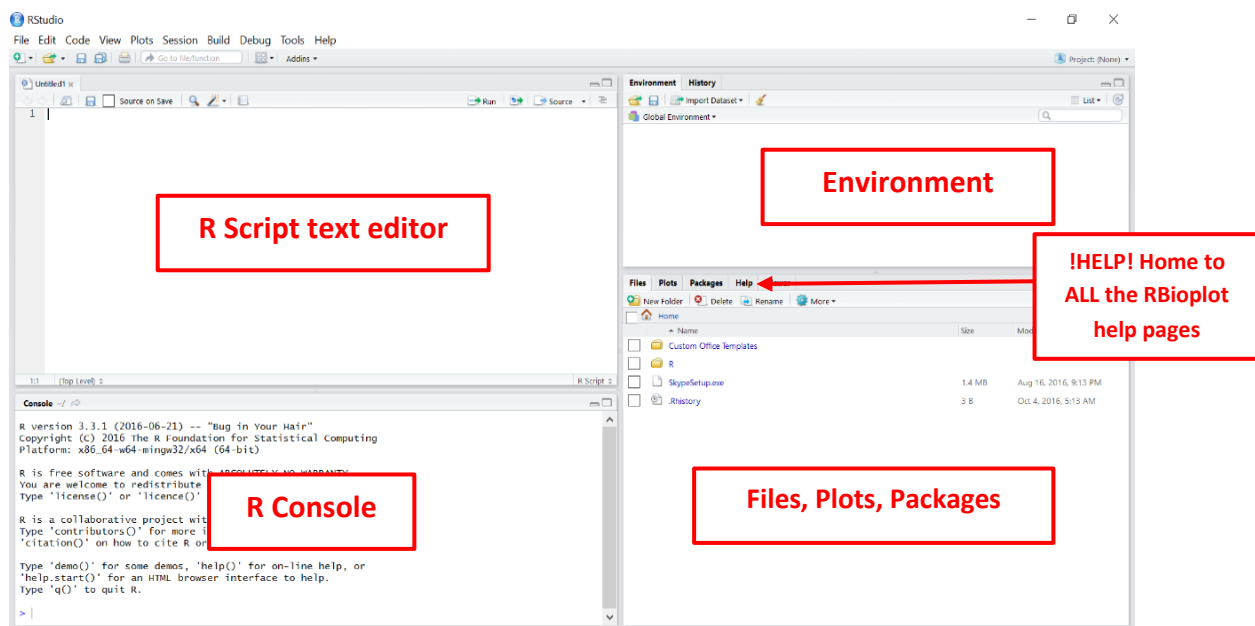 RStudio
File Edit Code View Plots Session Build Debug Tools Help
Go to file/function Addins Project: (None)
Untitled1
Source on Save Run Source
1
R Script text editor
1:1 (Top Level) R Script
Console ~/
R version 3.3.1 (2016-06-21) -- "Bug in Your Hair"
Copyright (C) 2016 The R Foundation for Statistical Computing
Platform: x86_64-w64-mingw32/x64 (64-bit)
R is free software and comes with ABSOLUTELY NO WARRANTY
You are welcome to redistribute
Type 'license()' or 'licence()'
R is a collaborative project
Type 'contributors()' for more
'citation()' on how to cite R or
Type 'demo()' for some demos, 'help()' for on-line help, or
'help.start()' for an HTML browser interface to help.
Type 'q()' to quit R.
>
R Console
Environment History
Import Dataset List
Global Environment
Environment
Files Plots Packages Help
New Folder Delete Rename More
Home
Name Size
Custom Office Templates
R
SkypeSetup.exe 1.4 MB Aug 16, 2016, 9:13 PM
.Rhistory 3 B Oct 4, 2016, 5:13 AM
Files, Plots, Packages
!HELP! Home to
ALL the RBioplot
help pages